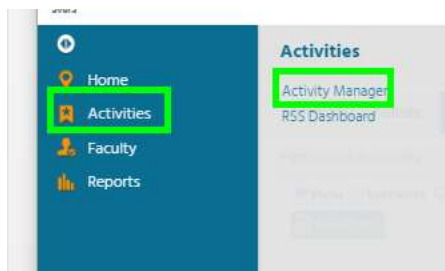 Home
Activities
Faculty
Reports
Activities
Activity Manager
RSS Dashboard